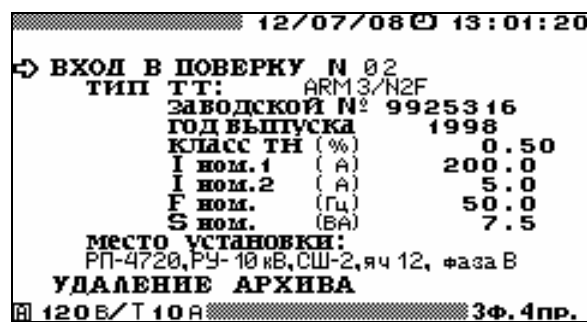 12/07/08 13:01:20
ВХОД В ПОВЕРКУ N 02
ТИП ТТ: ARM3/N2F
заводской № 9925316
год выпуска 1998
класс ТН (%) 0.50
I ном.1 (А) 200.0
I ном.2 (А) 5.0
F ном. (Гц) 50.0
S ном. (ВА) 7.5
место установки:
РП-4720,РУ-10кВ,СШ-2,яч 12, фаза В
УДАЛЕНИЕ АРХИВА
А 120В/Т10А 3ф.4пр.